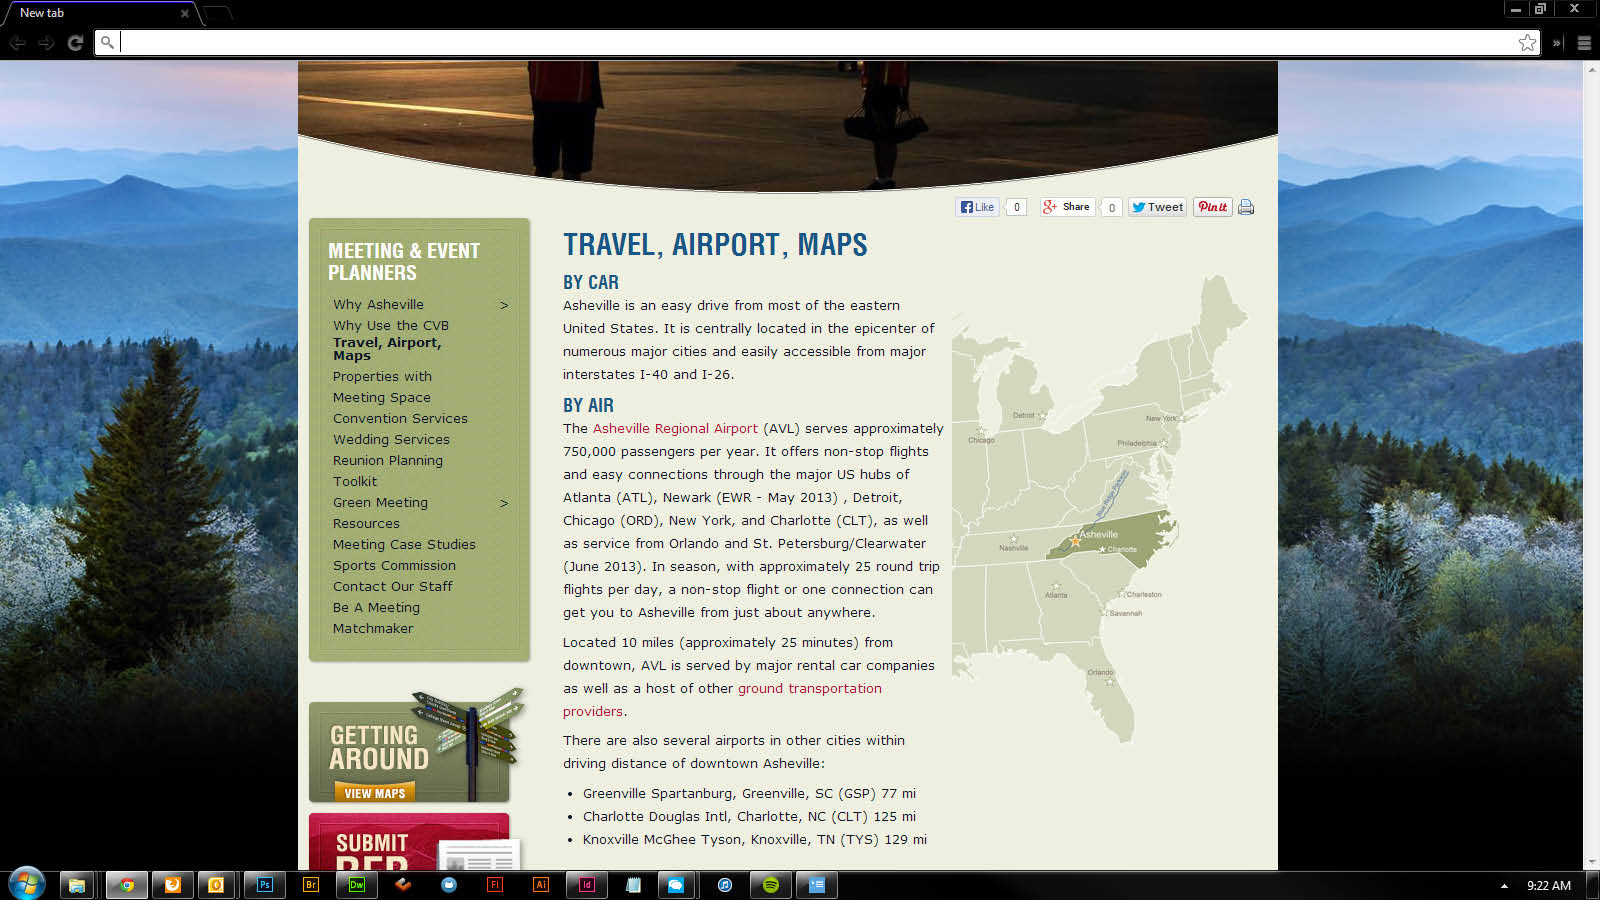 New tab
Like
0
Share
0
Tweet
Pinit
MEETING & EVENT
PLANNERS
Why Asheville >
Why Use the CVB
Travel, Airport,
Maps
Properties with
Meeting Space
Convention Services
Wedding Services
Reunion Planning
Toolkit
Green Meeting >
Resources
Meeting Case Studies
Sports Commission
Contact Our Staff
Be A Meeting
Matchmaker
GETTING
AROUND
VIEW MAPS
SUBMIT
RFP
TRAVEL, AIRPORT, MAPS
BY CAR
Asheville is an easy drive from most of the eastern
United States. It is centrally located in the epicenter of
numerous major cities and easily accessible from major
interstates I-40 and I-26.
BY AIR
The Asheville Regional Airport (AVL) serves approximately
750,000 passengers per year. It offers non-stop flights
and easy connections through the major US hubs of
Atlanta (ATL), Newark (EWR - May 2013) , Detroit,
Chicago (ORD), New York, and Charlotte (CLT), as well
as service from Orlando and St. Petersburg/Clearwater
(June 2013). In season, with approximately 25 round trip
flights per day, a non-stop flight or one connection can
get you to Asheville from just about anywhere.
Located 10 miles (approximately 25 minutes) from
downtown, AVL is served by major rental car companies
as well as a host of other ground transportation
providers.
There are also several airports in other cities within
driving distance of downtown Asheville:
• Greenville Spartanburg, Greenville, SC (GSP) 77 mi
• Charlotte Douglas Intl, Charlotte, NC (CLT) 125 mi
• Knoxville McGhee Tyson, Knoxville, TN (TYS) 129 mi
Detroit
New York
Chicago
Philadelphia
Blue Ridge Parkway
Asheville
Nashville
Charlotte
Atlanta
Charleston
Savannah
Orlando
Ps
Br
Dw
Fl
Ai
Id
9:22 AM